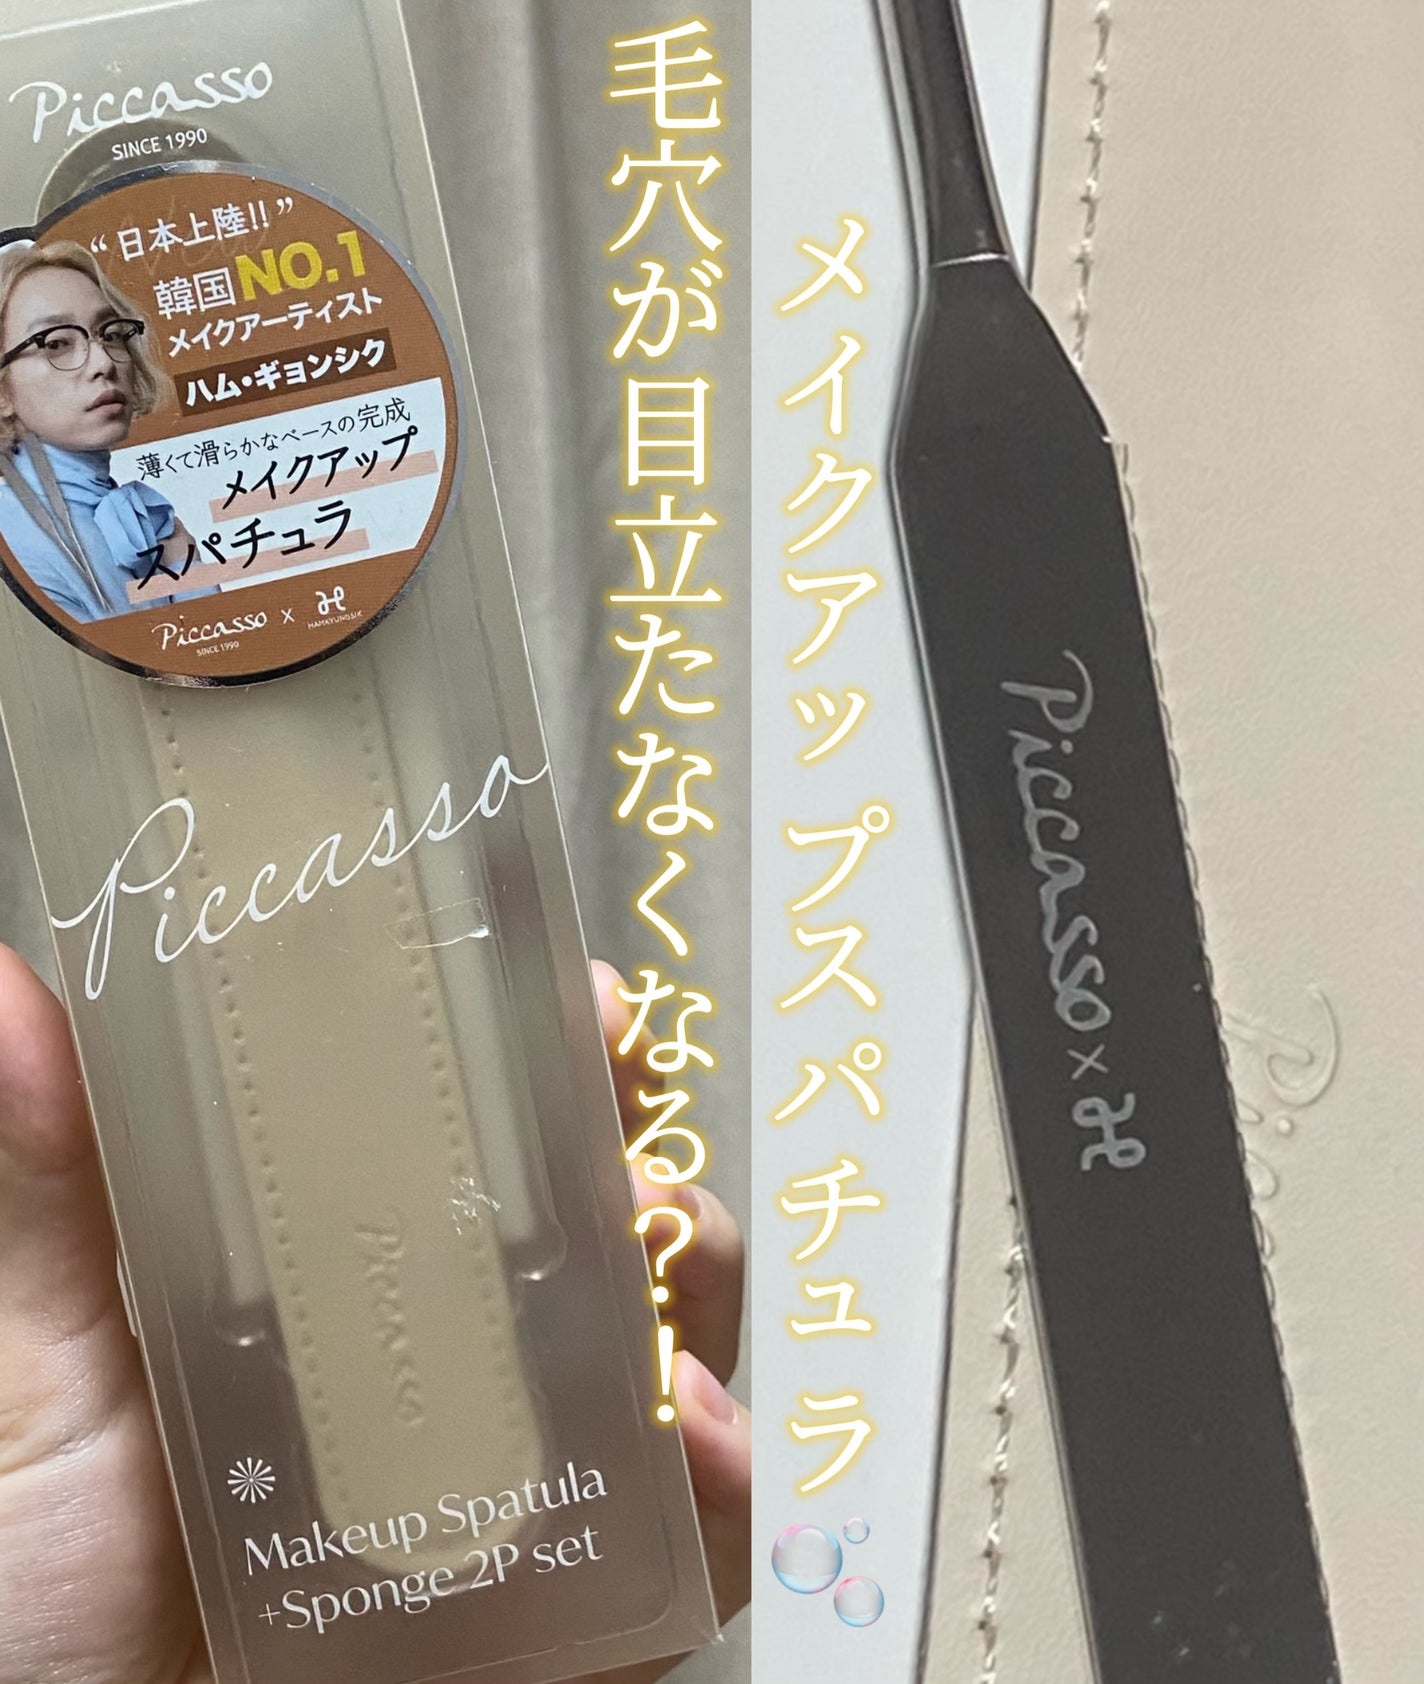 Piccasso
SINCE 1990
“日本上陸!!”
韓国NO.1
メイクアーティスト
ハム・ギョンシク
薄くて滑らかなベースの完成
メイクアップ
スパチュラ
Piccasso X H
SINCE 1990
HAMKYUNGSIK
Piccasso
Piccasso
Makeup Spatula
+Sponge 2P set
毛穴が目立たなくなる？！
メイクアップスパチュラ
Piccasso × H